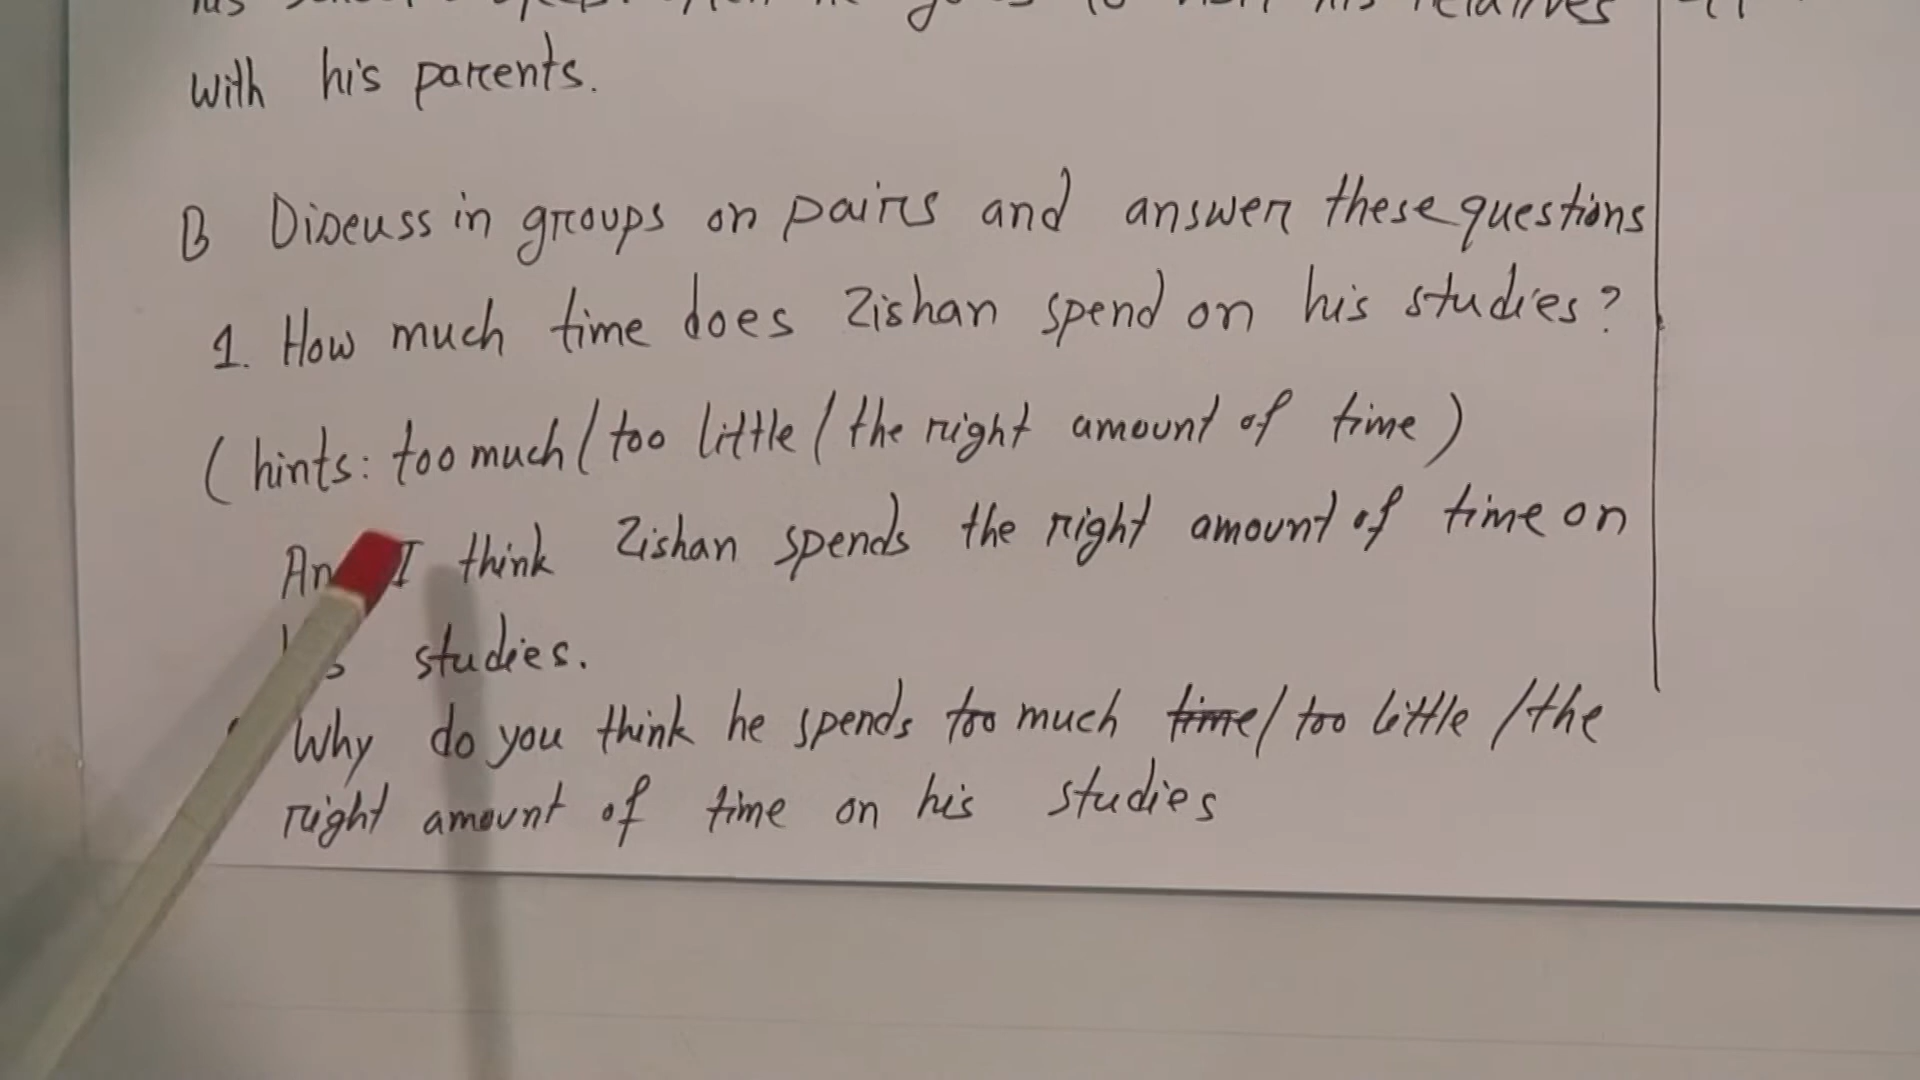 his relatives
with his parents.
B Discuss in groups or pairs and answer these questions
1. How much time does Zishan spend on his studies?
(hints: too much/too little/the right amount of time)
I think Zishan spends the right amount of time on
studies.
Why do you think he spends too much time/too little/the
right amount of time on his studies